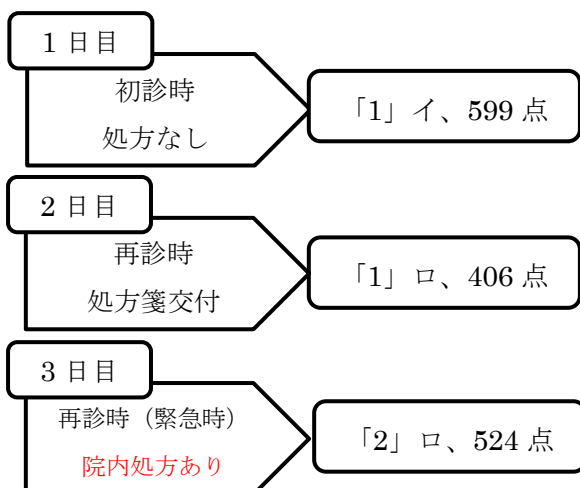 1日目
初診時
処方なし
「1」イ、599 点
2日目
再診時
処方箋交付
「1」ロ、406 点
3日目
再診時（緊急時）
院内処方あり
「2」ロ、524 点